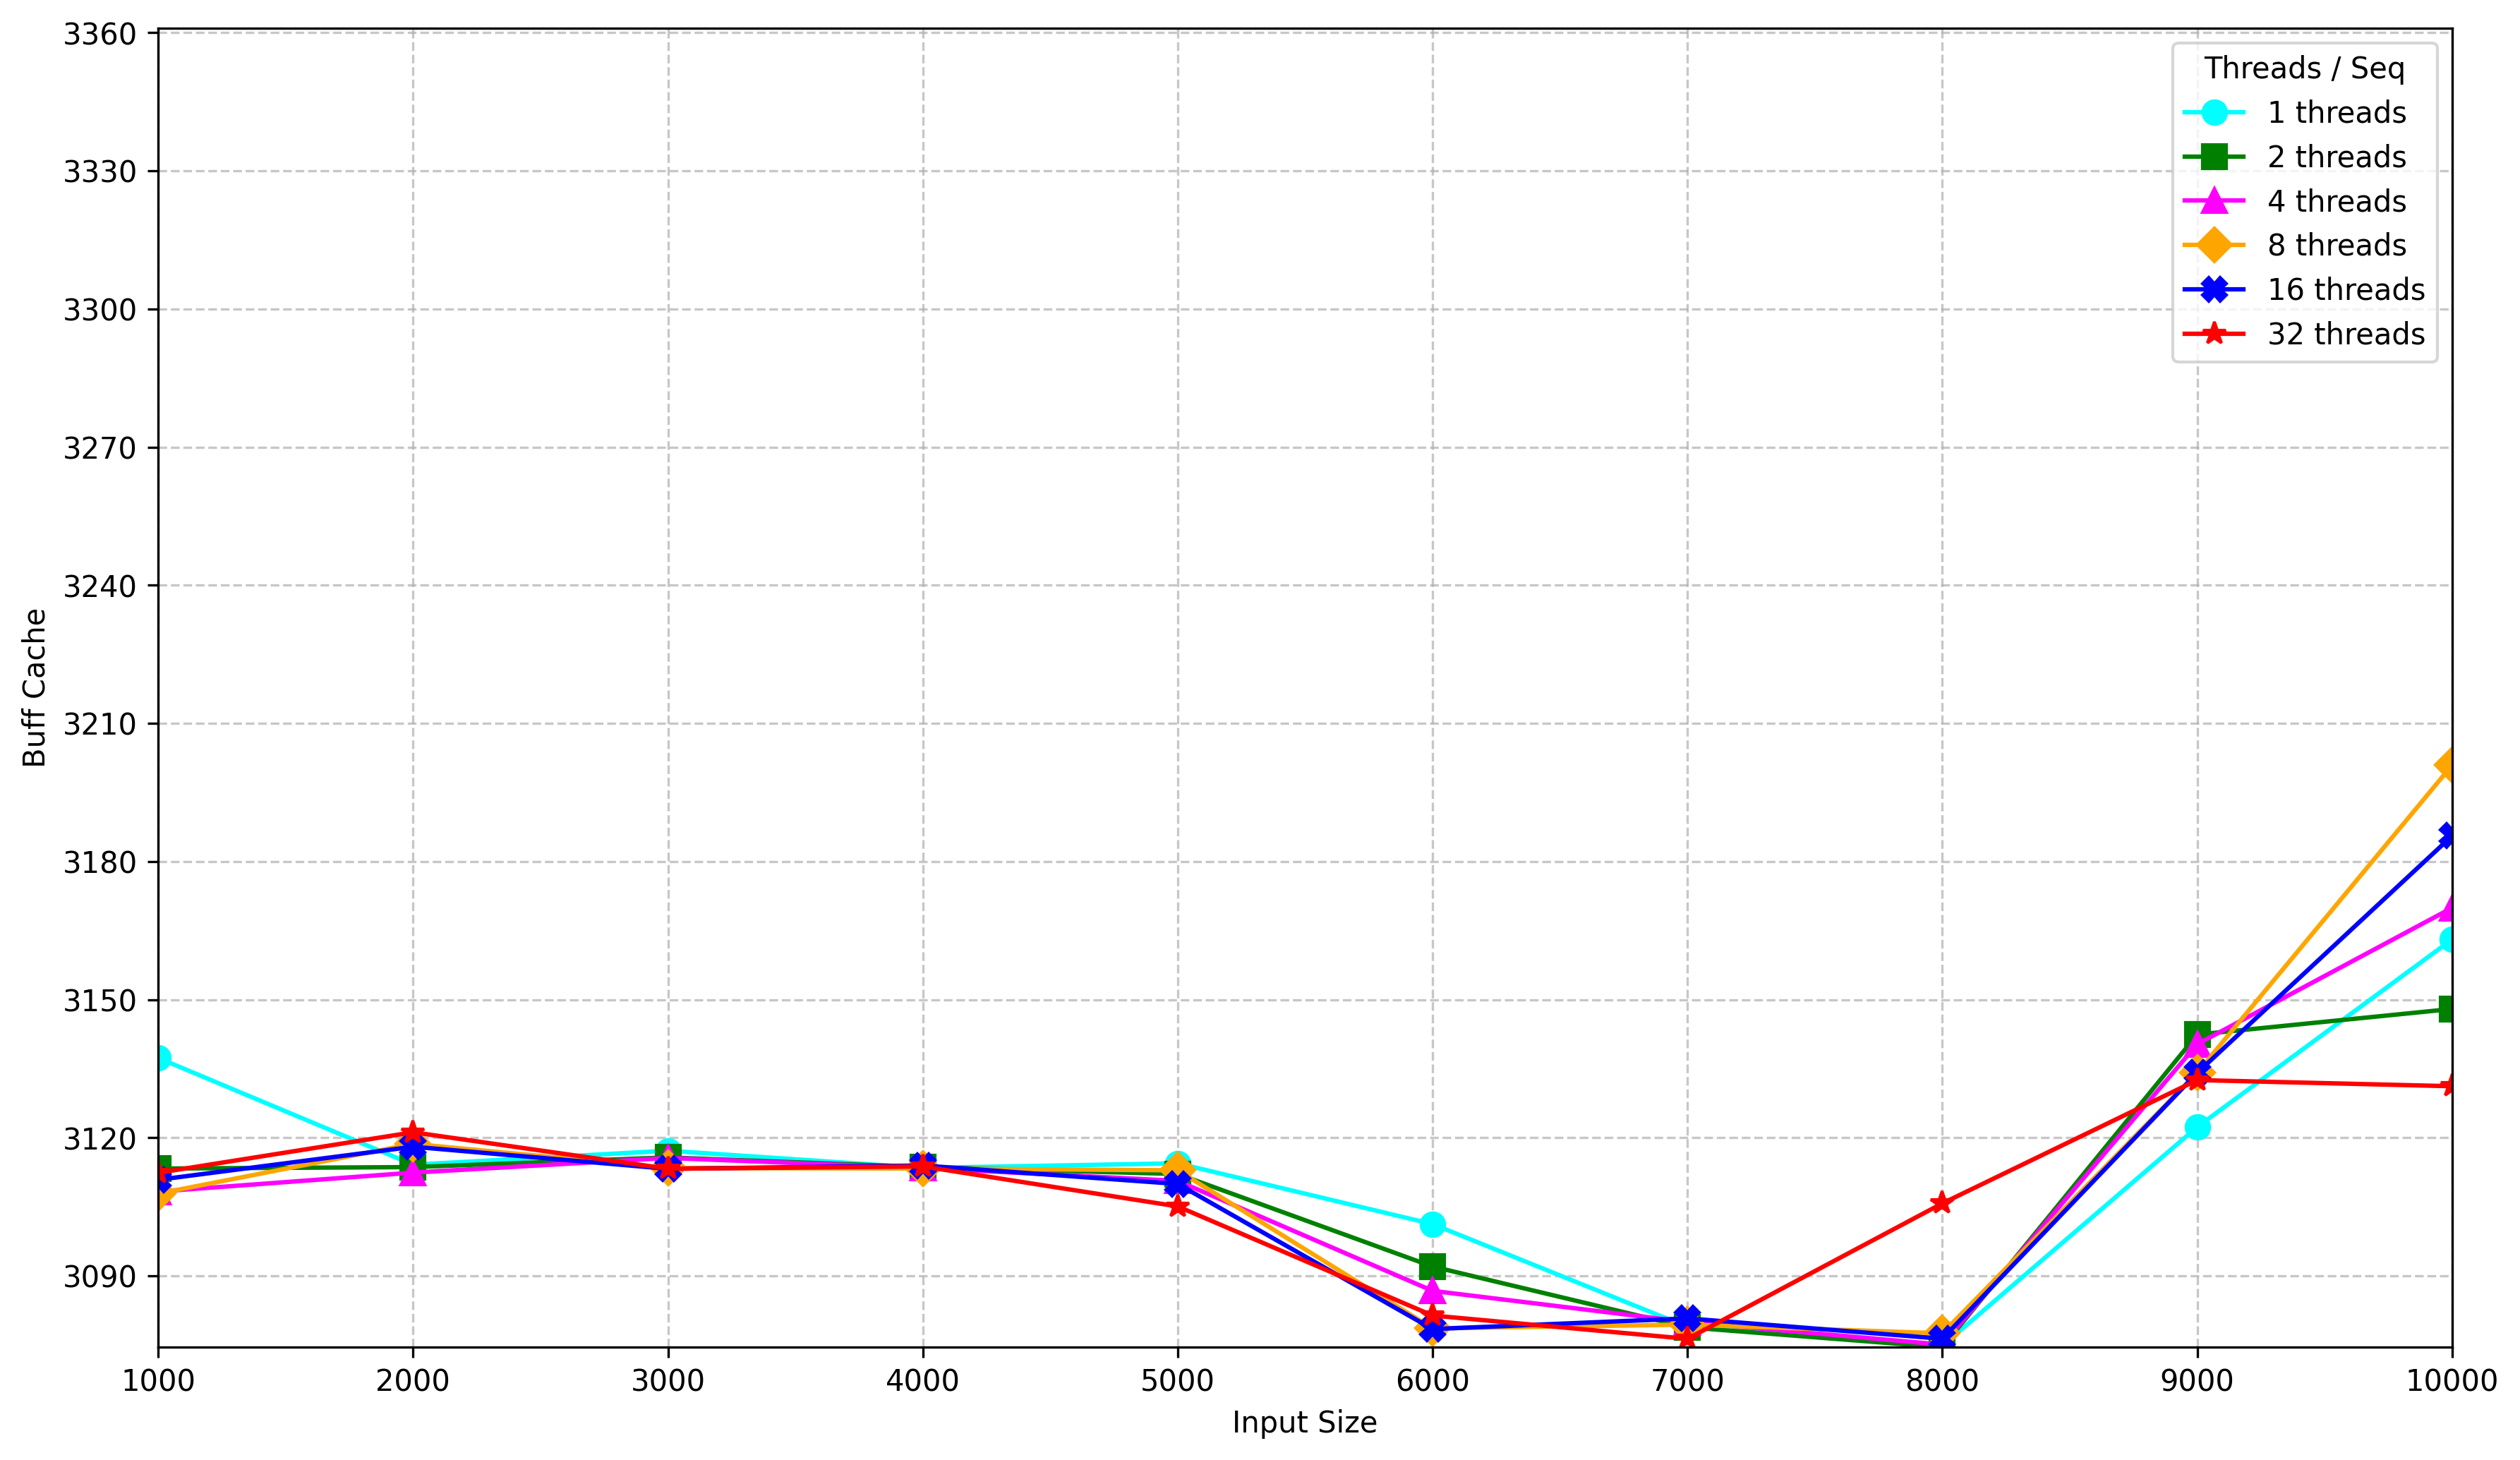 3360
3330
3300
3270
3240
3210
3180
3150
3120
3090
Buff Cache
1000 2000 3000 4000 5000 6000 7000 8000 9000 10000
Input Size
Threads / Seq
1 threads
2 threads
4 threads
8 threads
16 threads
32 threads